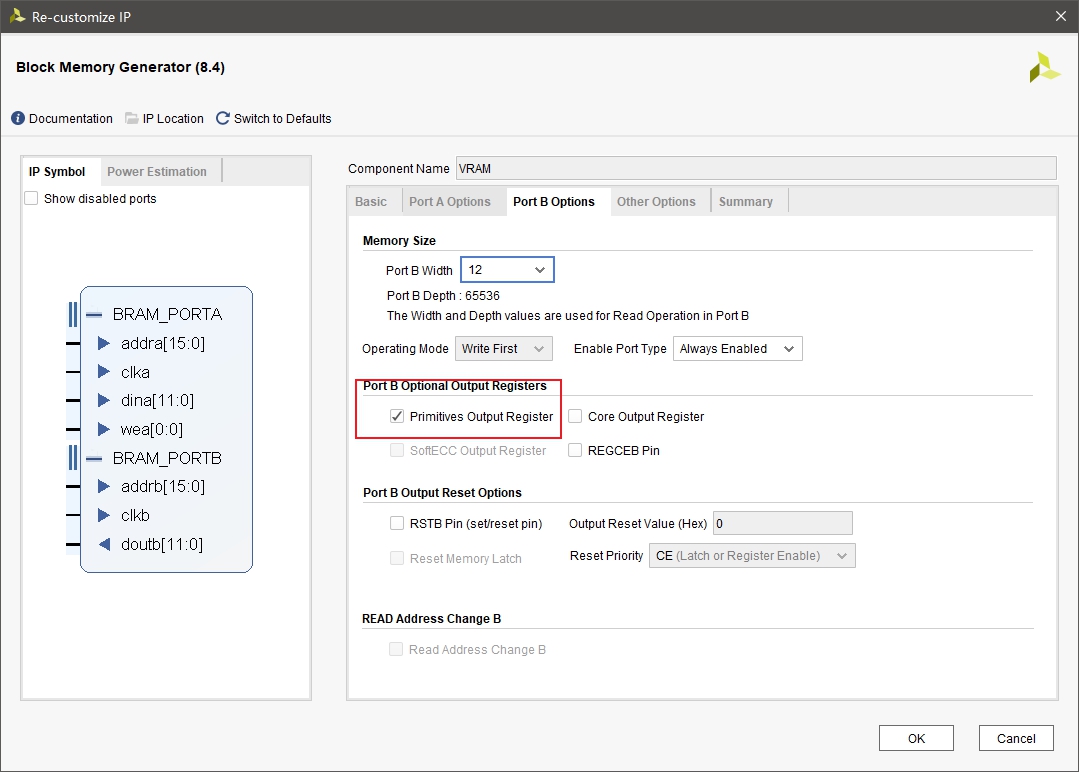 Re-customize IP
Block Memory Generator (8.4)
Documentation IP Location Switch to Defaults
IP Symbol Power Estimation
Show disabled ports
BRAM_PORTA
addra[15:0]
clka
dina[11:0]
wea[0:0]
BRAM_PORTB
addrb[15:0]
clkb
doutb[11:0]
Component Name VRAM
Basic Port A Options Port B Options Other Options Summary
Memory Size
Port B Width 12
Port B Depth : 65536
The Width and Depth values are used for Read Operation in Port B
Operating Mode Write First Enable Port Type Always Enabled
Port B Optional Output Registers
Primitives Output Register Core Output Register
SoftECC Output Register REGCEB Pin
Port B Output Reset Options
RSTB Pin (set/reset pin) Output Reset Value (Hex) 0
Reset Memory Latch Reset Priority CE (Latch or Register Enable)
READ Address Change B
Read Address Change B
OK Cancel